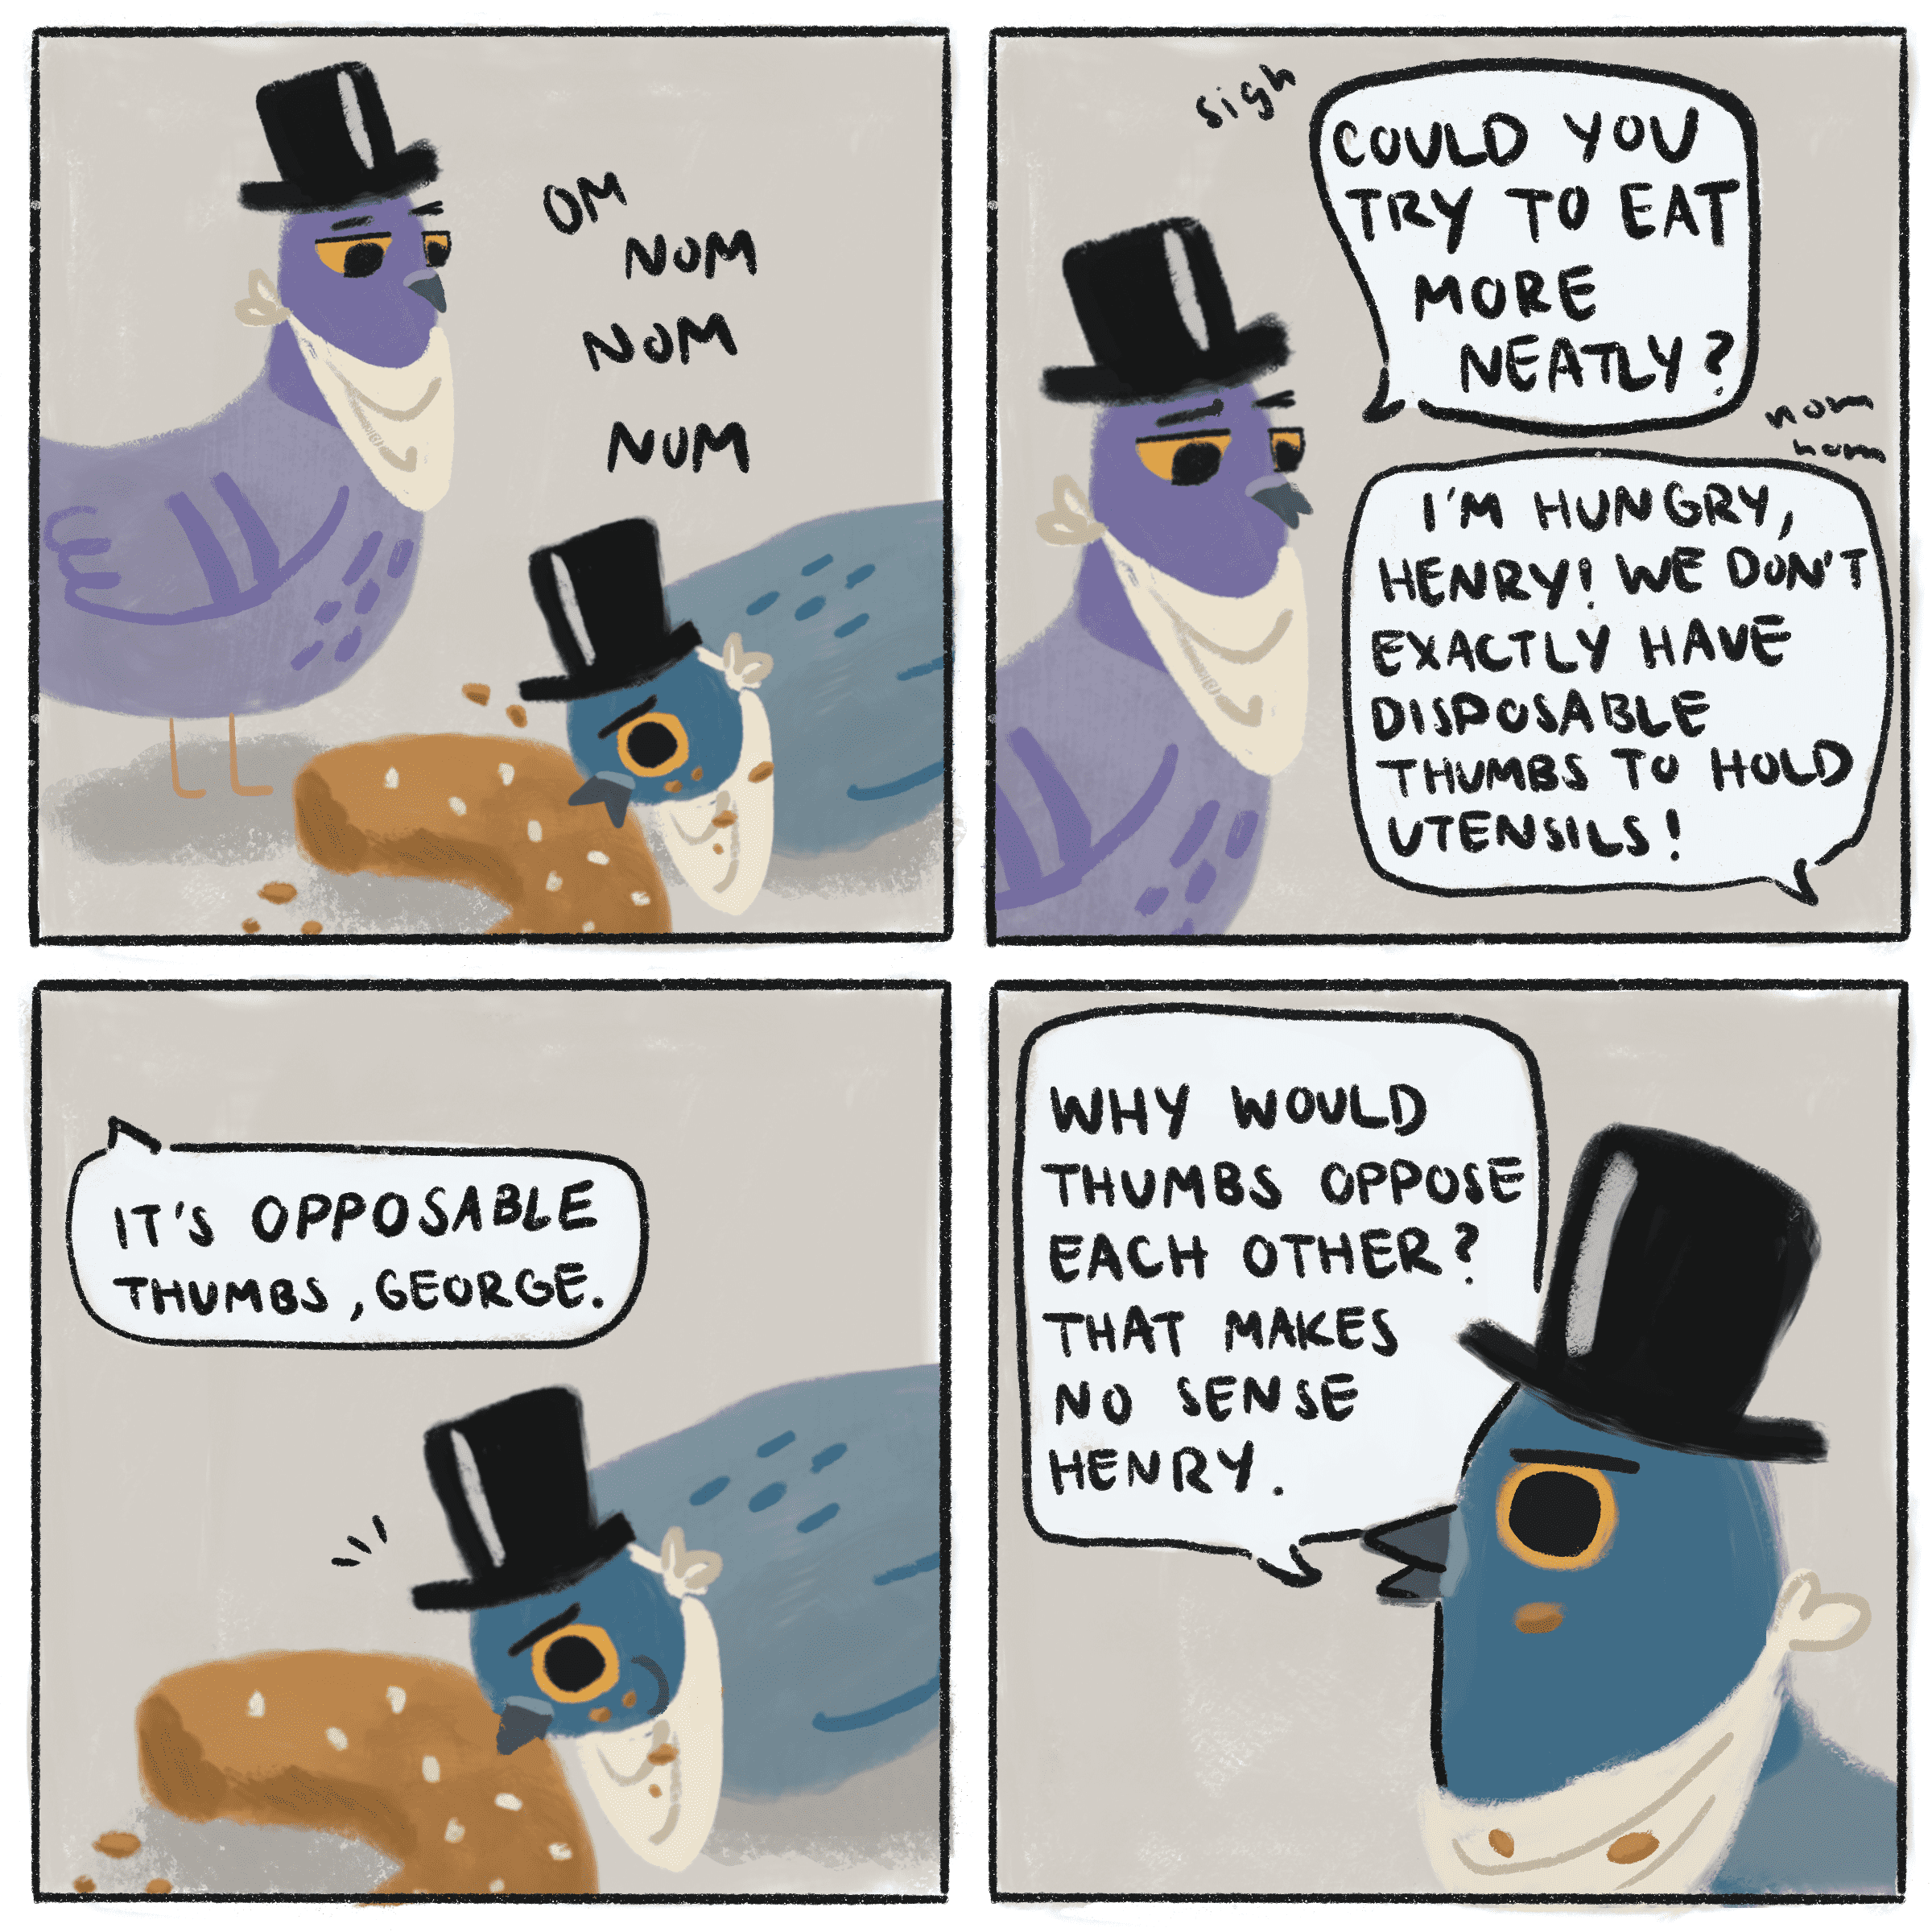 OM
NOM
NOM
NOM
sigh
COULD YOU
TRY TO EAT
MORE
NEATLY?
nom
nom
I'M HUNGRY,
HENRY! WE DON'T
EXACTLY HAVE
DISPOSABLE
THUMBS TO HOLD
UTENSILS!
IT'S OPPOSABLE
THUMBS, GEORGE.
WHY WOULD
THUMBS OPPOSE
EACH OTHER?
THAT MAKES
NO SENSE
HENRY.